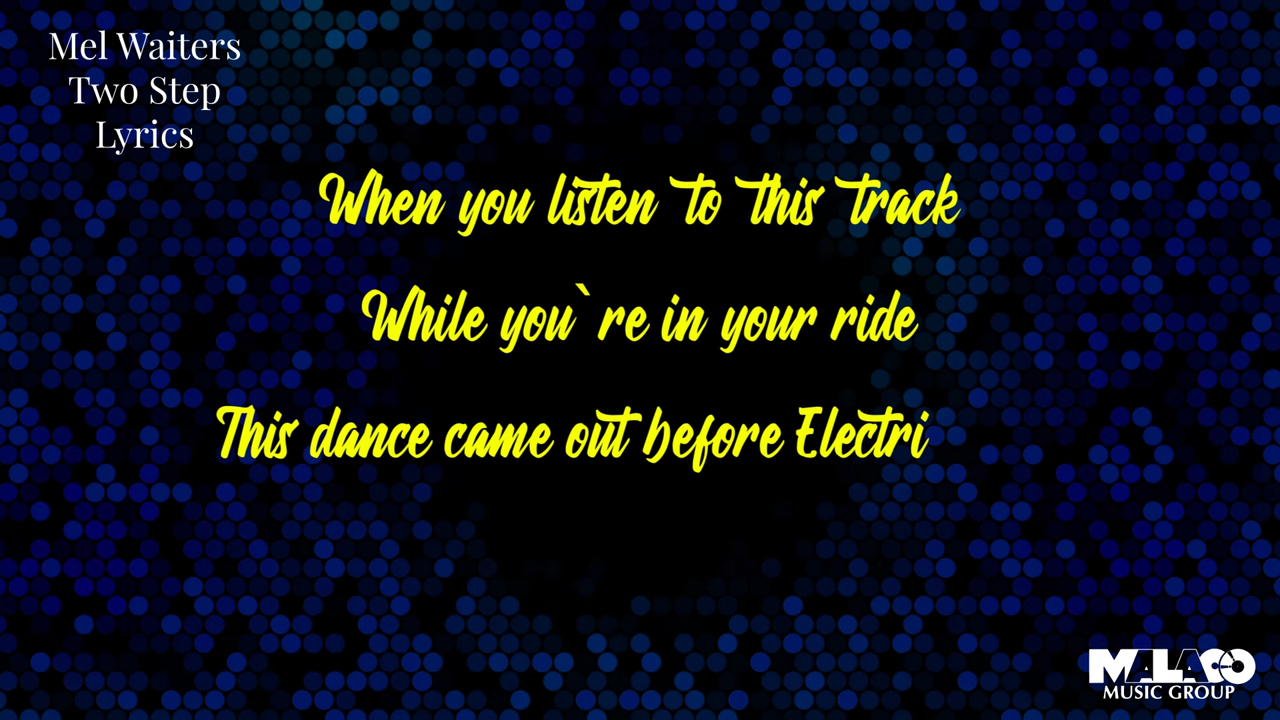 Mel Waiters
Two Step
Lyrics
When you listen to this track
While you`re in your ride
This dance came out before Electri
MALACO
MUSIC GROUP